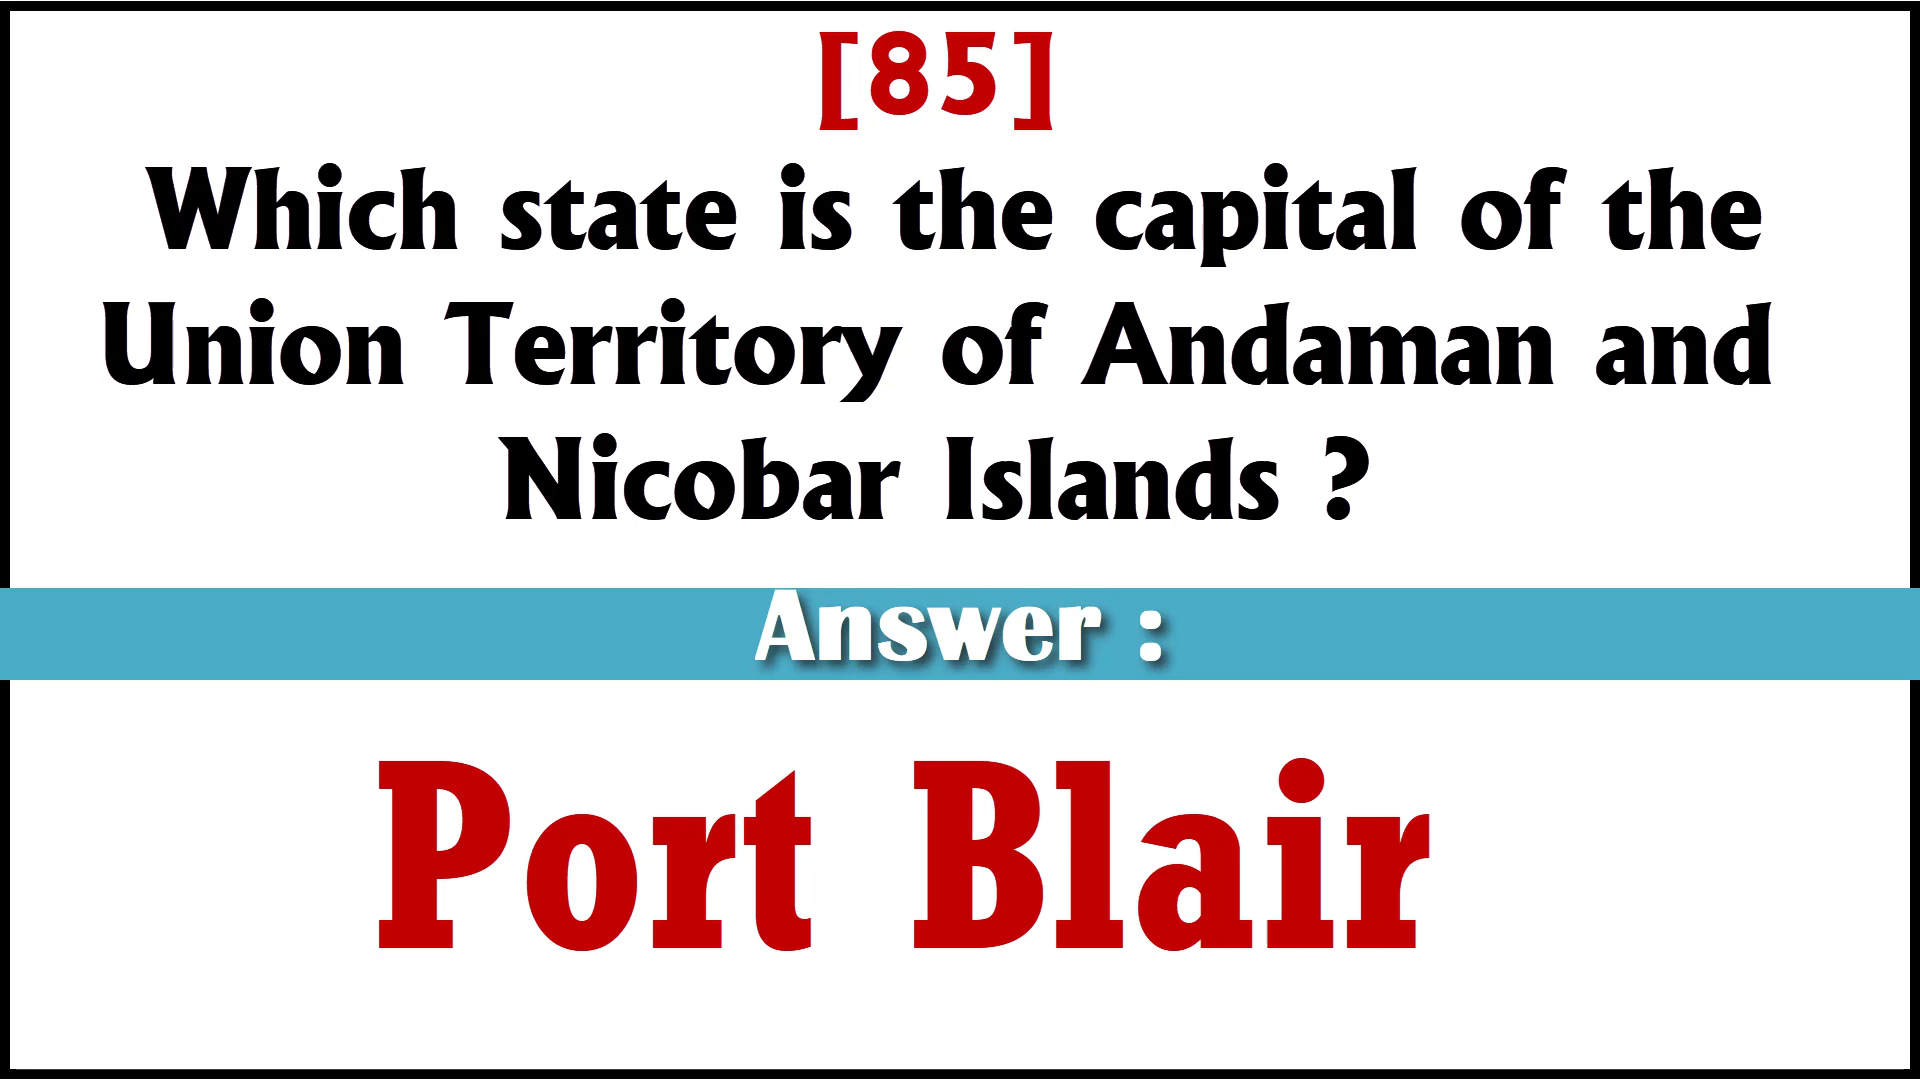 [85]
Which state is the capital of the
Union Territory of Andaman and
Nicobar Islands ?
Answer :
Port Blair